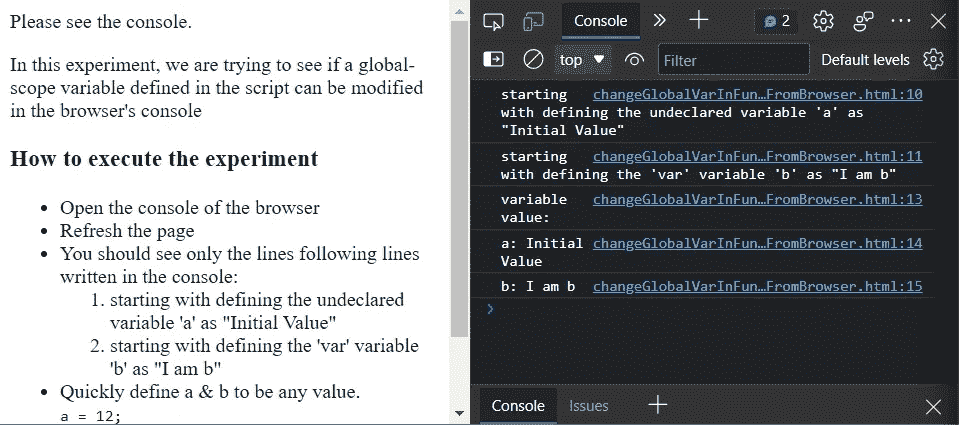 Please see the console.
In this experiment, we are trying to see if a global-
scope variable defined in the script can be modified
in the browser's console
How to execute the experiment
• Open the console of the browser
• Refresh the page
• You should see only the lines following lines
written in the console:
1. starting with defining the undeclared
variable 'a' as "Initial Value"
2. starting with defining the 'var' variable
'b' as "I am b"
• Quickly define a & b to be any value.
a = 12;
Console
2
top
Filter
Default levels
starting changeGlobalVarInFun…FromBrowser.html:10
with defining the undeclared variable 'a' as
"Initial Value"
starting changeGlobalVarInFun…FromBrowser.html:11
with defining the 'var' variable 'b' as "I am b"
variable changeGlobalVarInFun…FromBrowser.html:13
value:
a: Initial changeGlobalVarInFun…FromBrowser.html:14
Value
b: I am b changeGlobalVarInFun…FromBrowser.html:15
Console Issues